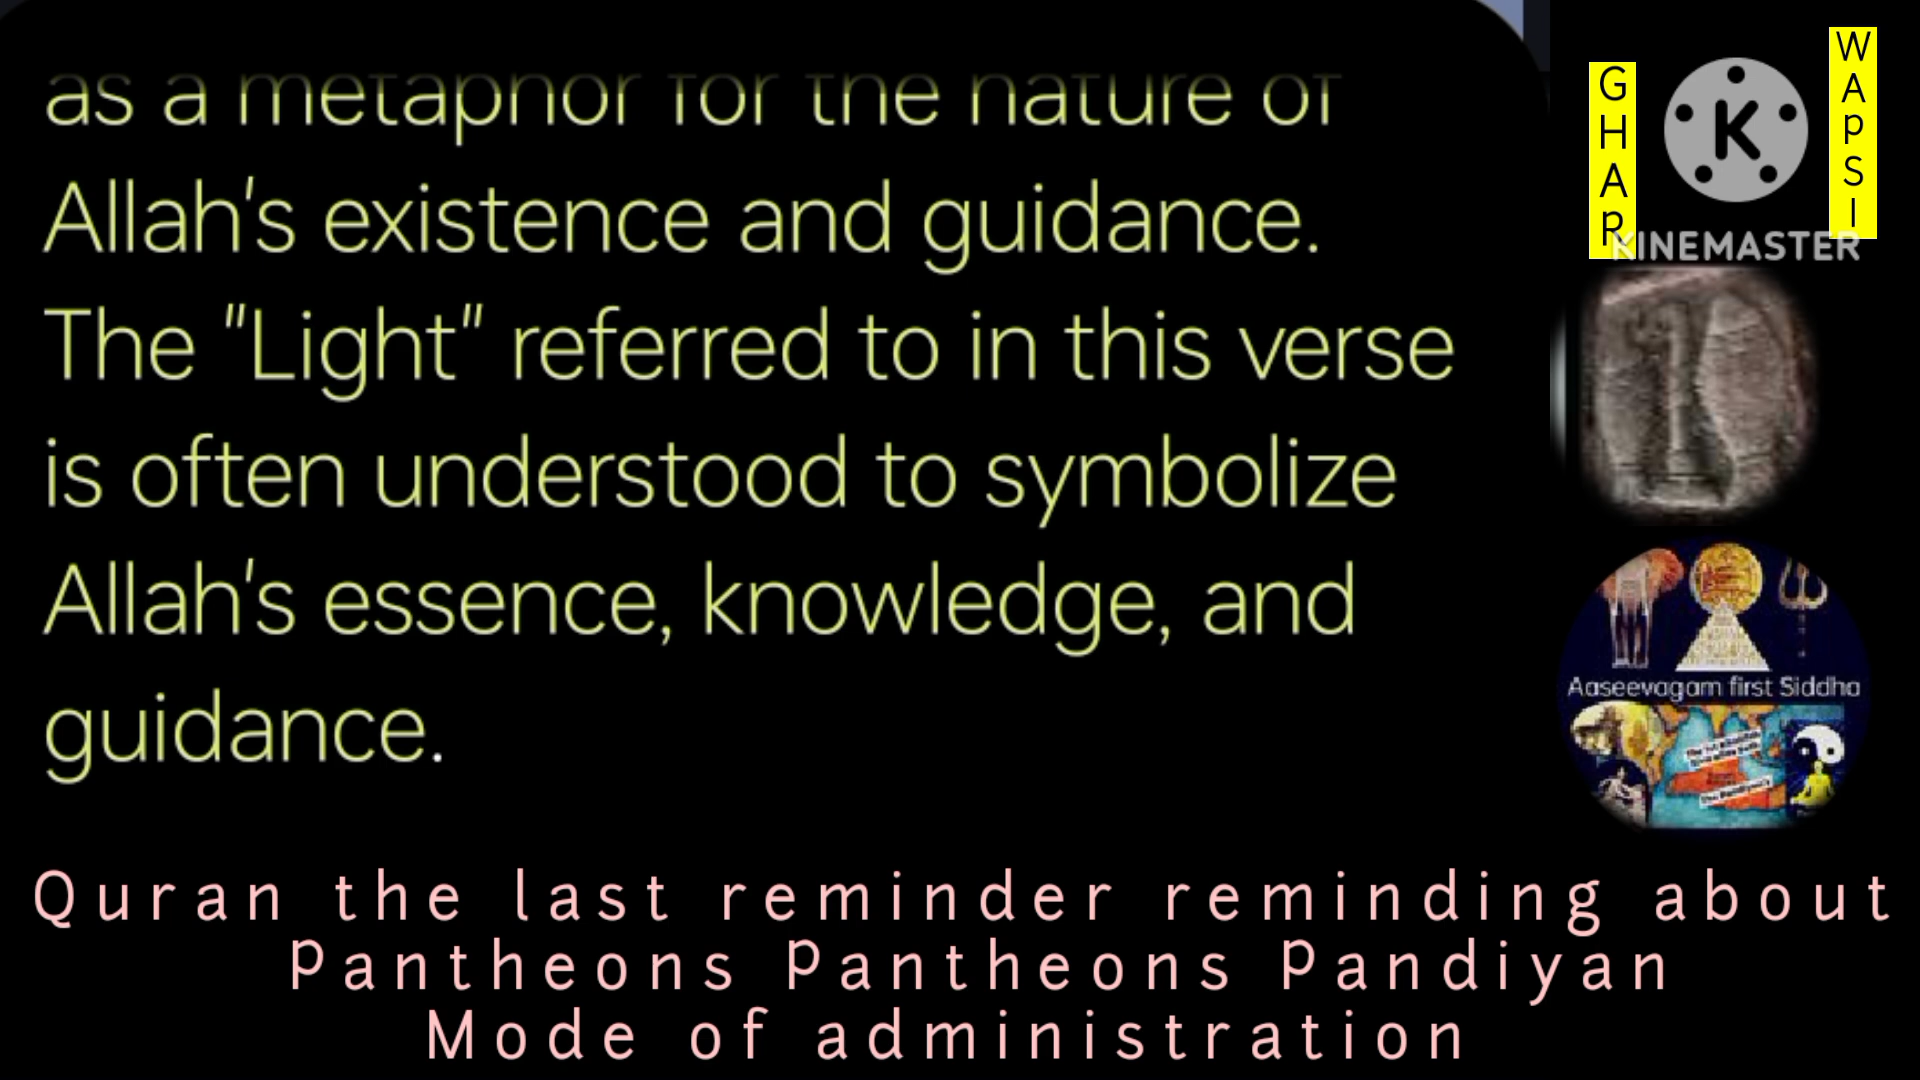 as a metaphor for the nature of
Allah's existence and guidance.
The "Light" referred to in this verse
is often understood to symbolize
Allah's essence, knowledge, and
guidance.
GHAR
WAPSI
K
KINEMASTER
Aaseevagam first Siddha
Quran the last reminder reminding about
Pantheons Pantheons Pandiyan
Mode of administration